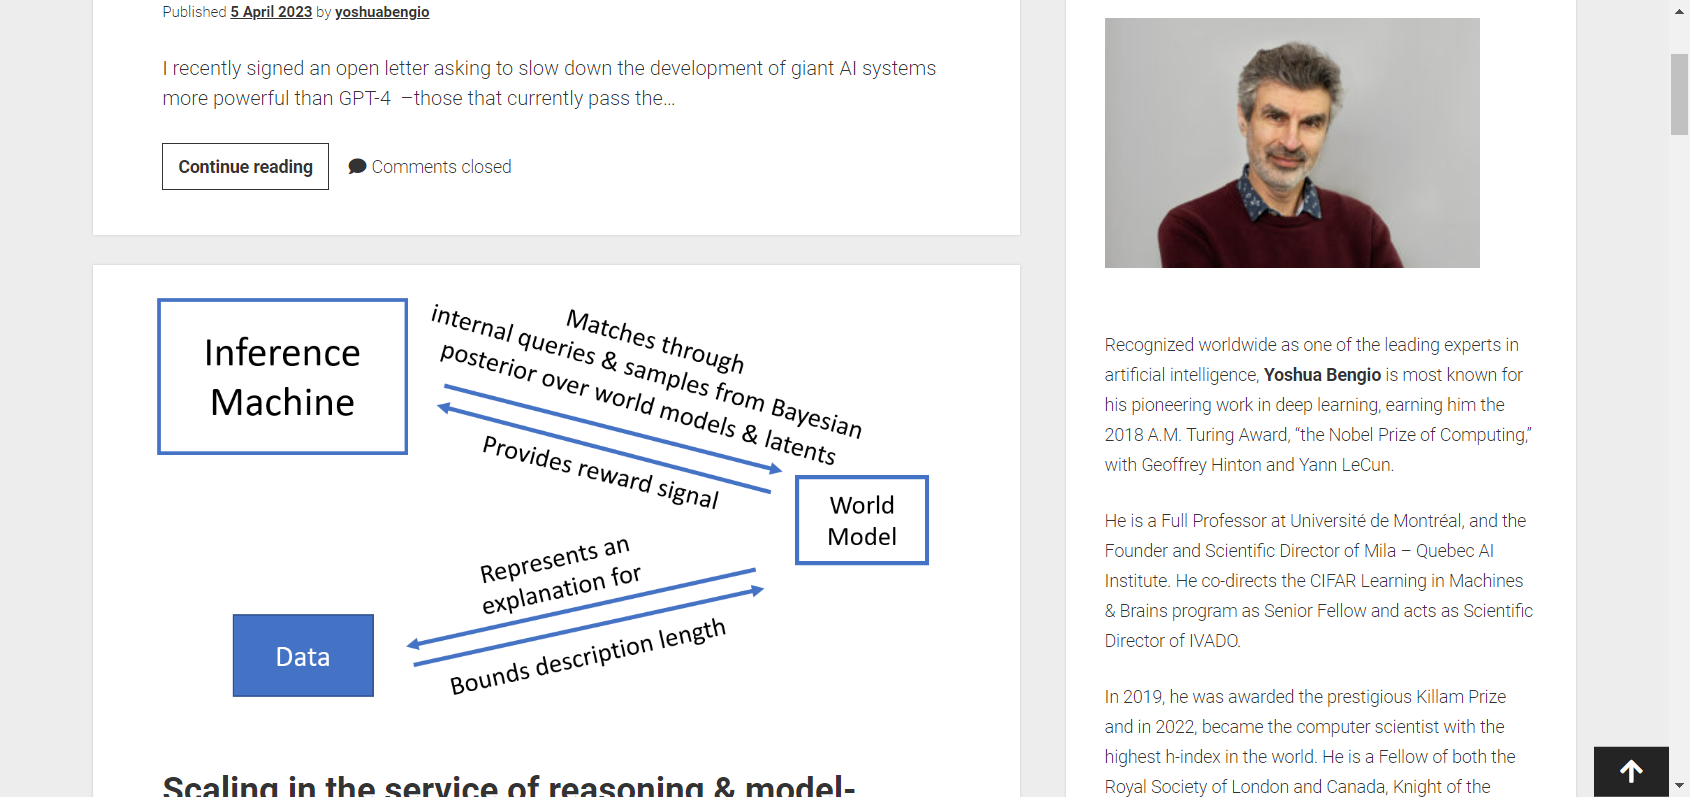 Published 5 April 2023 by yoshuabengio
I recently signed an open letter asking to slow down the development of giant AI systems
more powerful than GPT-4 –those that currently pass the...
Continue reading
Comments closed
Inference
Machine
Matches through
internal queries & samples from Bayesian
posterior over world models & latents
Provides reward signal
World
Model
Represents an
explanation for
Bounds description length
Data
Scaling in the service of reasoning & model-
Recognized worldwide as one of the leading experts in
artificial intelligence, Yoshua Bengio is most known for
his pioneering work in deep learning, earning him the
2018 A.M. Turing Award, “the Nobel Prize of Computing,”
with Geoffrey Hinton and Yann LeCun.
He is a Full Professor at Université de Montréal, and the
Founder and Scientific Director of Mila – Quebec AI
Institute. He co-directs the CIFAR Learning in Machines
& Brains program as Senior Fellow and acts as Scientific
Director of IVADO.
In 2019, he was awarded the prestigious Killam Prize
and in 2022, became the computer scientist with the
highest h-index in the world. He is a Fellow of both the
Royal Society of London and Canada, Knight of the